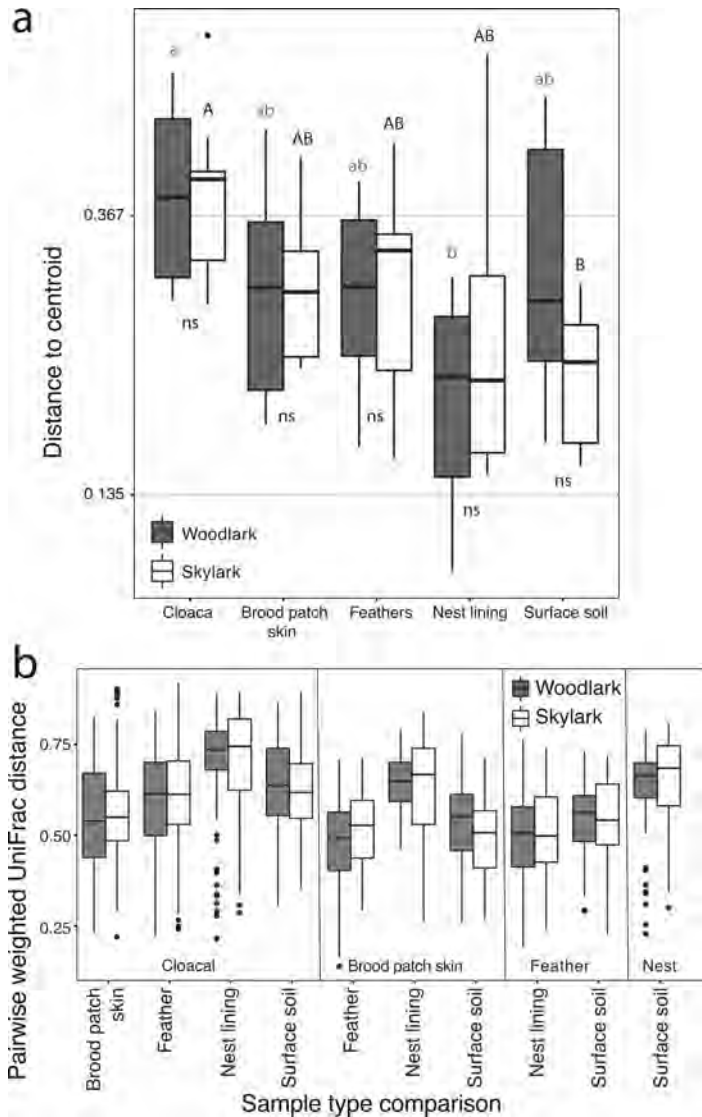 a
a
A
ab
AB
ab
AB
b
AB
ab
B
0.367
0.135
Distance to centroid
ns
ns
ns
ns
ns
Woodlark
Skylark
Cloaca
Brood patch
skin
Feathers
Nest lining
Surface soil
b
Pairwise weighted UniFrac distance
0.75
0.50
0.25
Woodlark
Skylark
Cloacal
Brood patch skin
Feather
Nest
Brood patch
skin
Feather
Nest lining
Surface soil
Feather
Nest lining
Surface soil
Nest lining
Surface soil
Surface soil
Sample type comparison